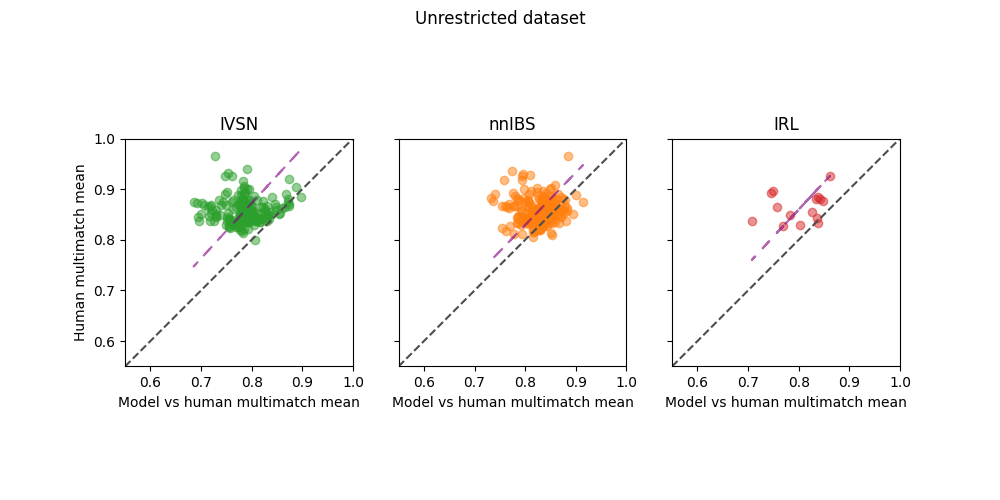 Unrestricted dataset
IVSN
nnIBS
IRL
Human multimatch mean
1.0
0.9
0.8
0.7
0.6
0.6 0.7 0.8 0.9 1.0
0.6 0.7 0.8 0.9 1.0
0.6 0.7 0.8 0.9 1.0
Model vs human multimatch mean
Model vs human multimatch mean
Model vs human multimatch mean